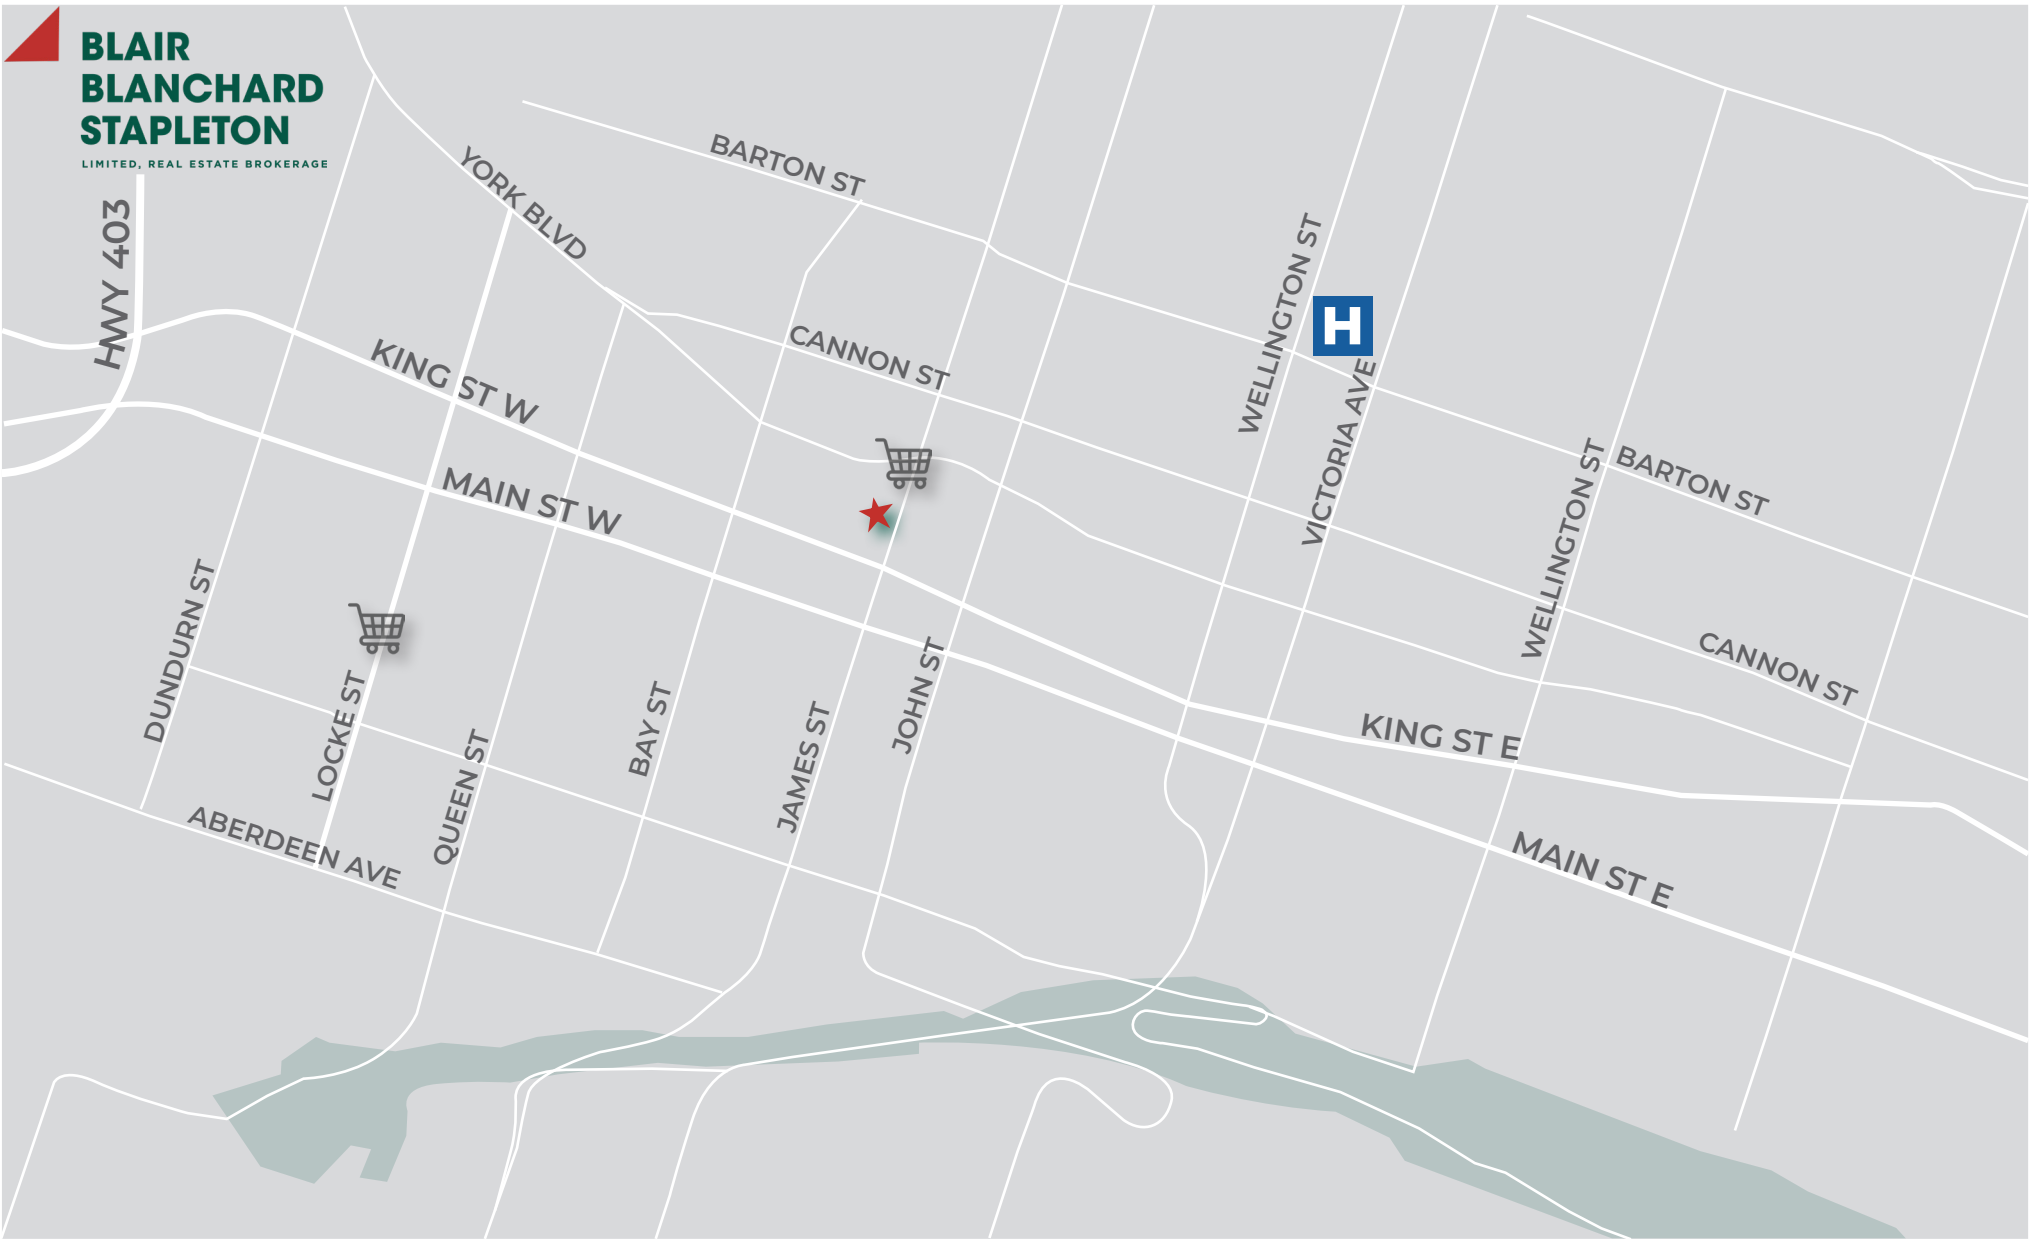 BLAIR
BLANCHARD
STAPLETON
LIMITED, REAL ESTATE BROKERAGE
HWY 403
YORK BLVD
BARTON ST
WELLINGTON ST
H
CANNON ST
KING ST W
VICTORIA AVE
MAIN ST W
WELLINGTON ST
BARTON ST
DUNDURN ST
LOCKE ST
QUEEN ST
BAY ST
JAMES ST
JOHN ST
CANNON ST
KING ST E
ABERDEEN AVE
MAIN ST E